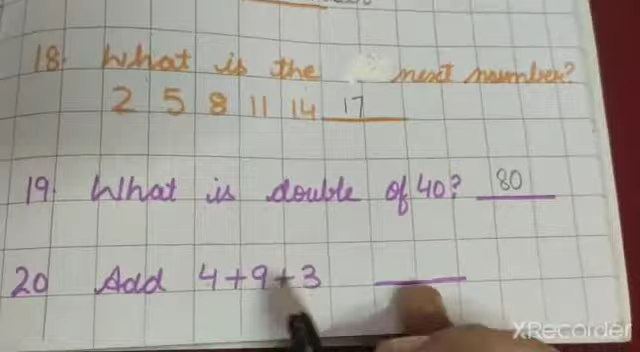 18. What is the next number?
2 5 8 11 14 17
19. What is double of 40? 80
20 Add 4+9+3
XRecorder